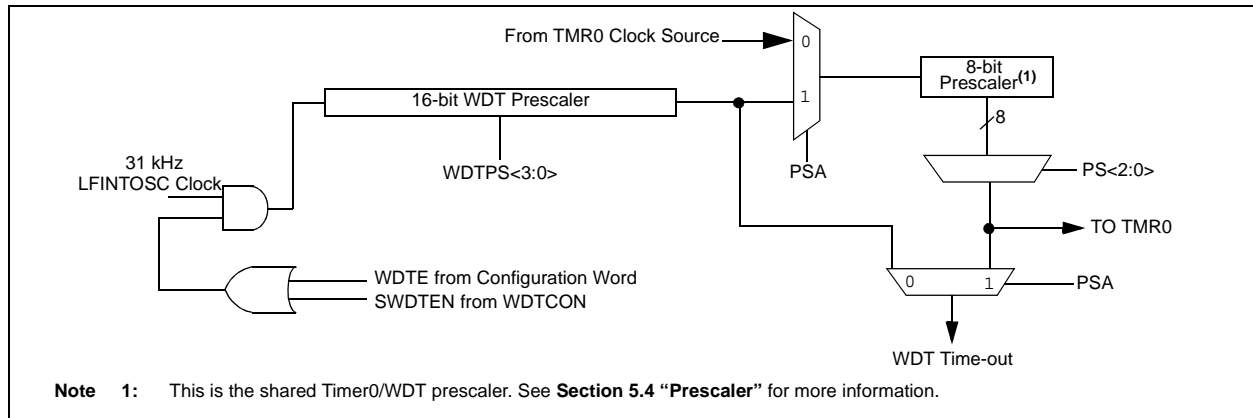 From TMR0 Clock Source
0
1
8-bit
Prescaler(1)
16-bit WDT Prescaler
8
31 kHz
LFINTOSC Clock
WDTPS<3:0>
PSA
PS<2:0>
TO TMR0
WDTE from Configuration Word
SWDTEN from WDTCON
0
1
PSA
WDT Time-out
Note 1: This is the shared Timer0/WDT prescaler. See Section 5.4 “Prescaler” for more information.